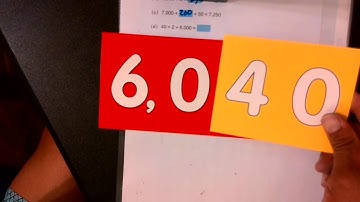 (c) 7,000 + 200 + 50 = 7,250
(d) 40 + 2 + 6,000 =
6,040